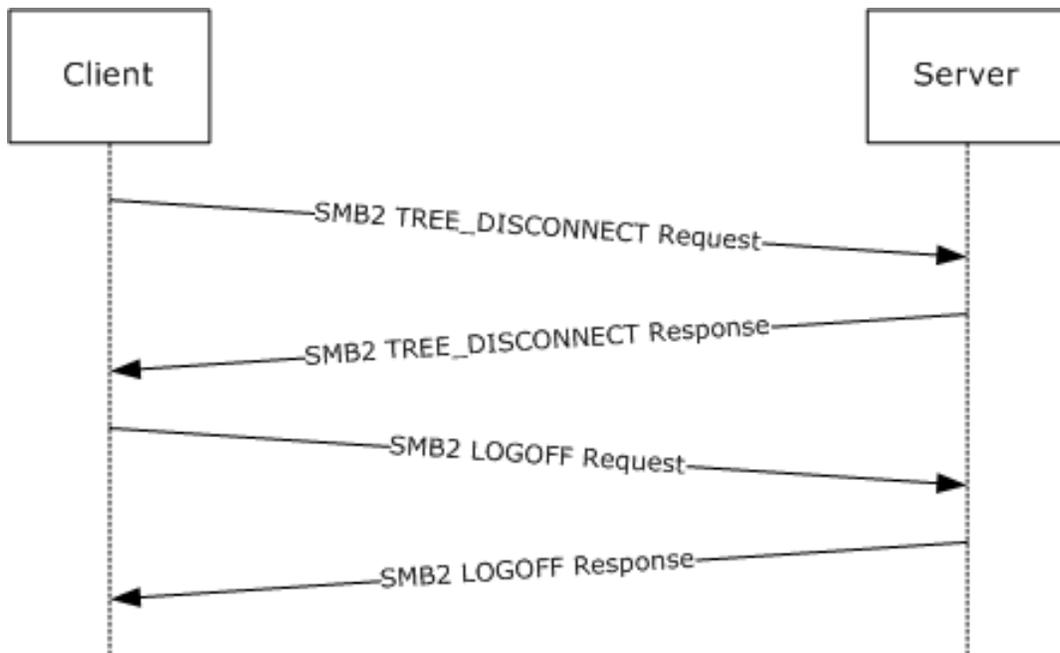 Client
Server
SMB2 TREE_DISCONNECT Request
SMB2 TREE_DISCONNECT Response
SMB2 LOGOFF Request
SMB2 LOGOFF Response